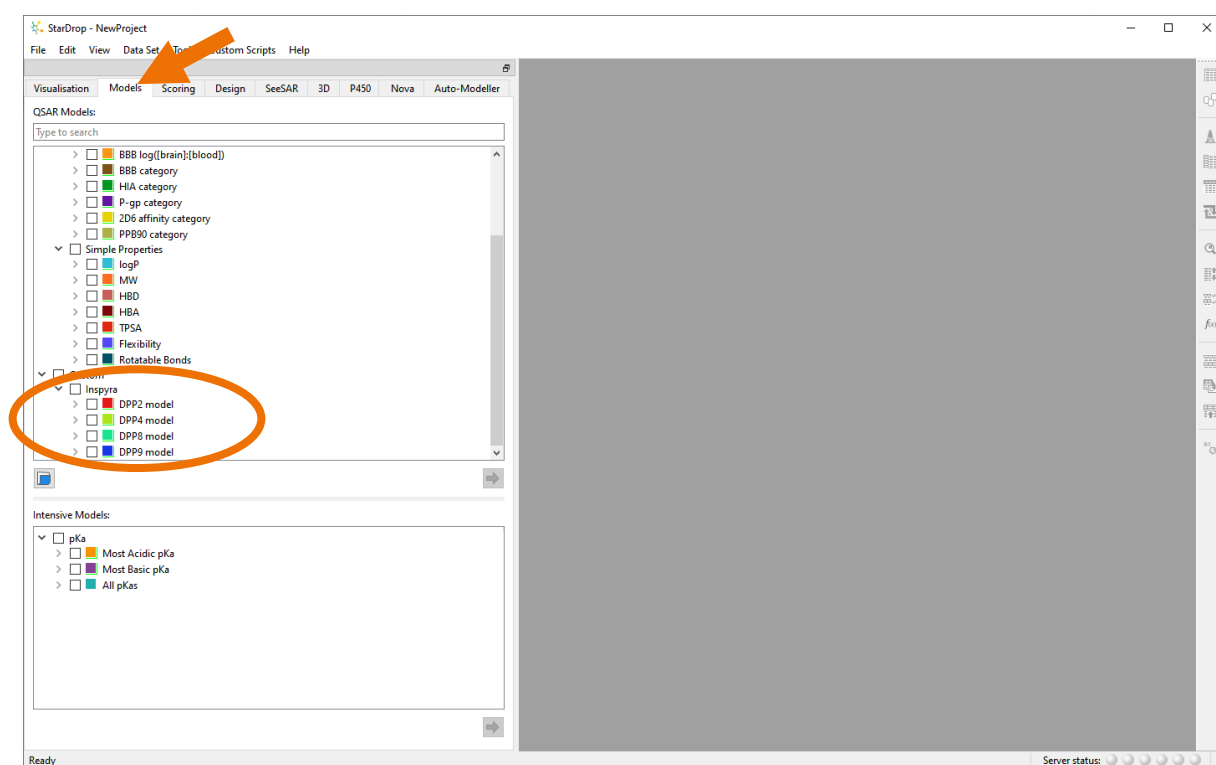 StarDrop - NewProject
File Edit View Data Set Custom Scripts Help
Visualisation Models Scoring Design SeeSAR 3D P450 Nova Auto-Modeller
QSAR Models:
Type to search
BBB log([brain]:[blood])
BBB category
HIA category
P-gp category
2D6 affinity category
PPB90 category
Simple Properties
logP
MW
HBD
HBA
TPSA
Flexibility
Rotatable Bonds
Custom
Inspyra
DPP2 model
DPP4 model
DPP8 model
DPP9 model
Intensive Models:
pKa
Most Acidic pKa
Most Basic pKa
All pKas
Ready
Server status: